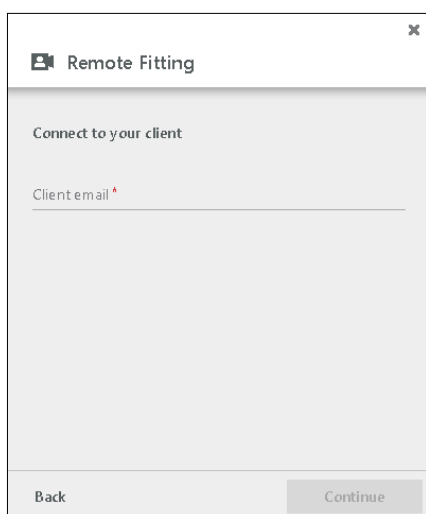 Remote Fitting
Connect to your client
Client email *
Back
Continue